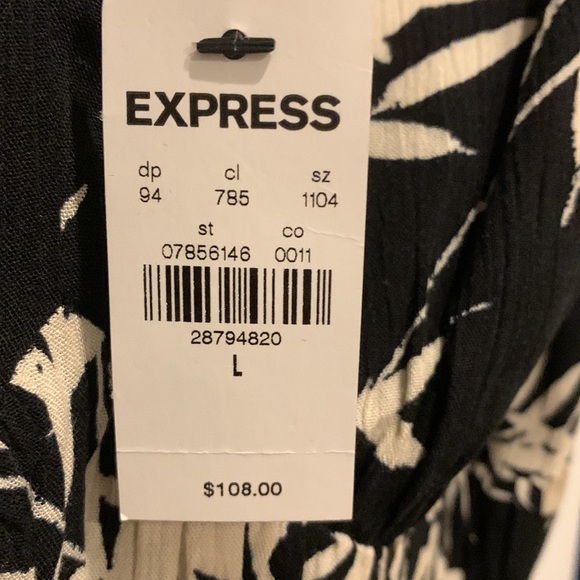 EXPRESS
dp cl sz
94 785 1104
st co
07856146 0011
28794820
L
$108.00